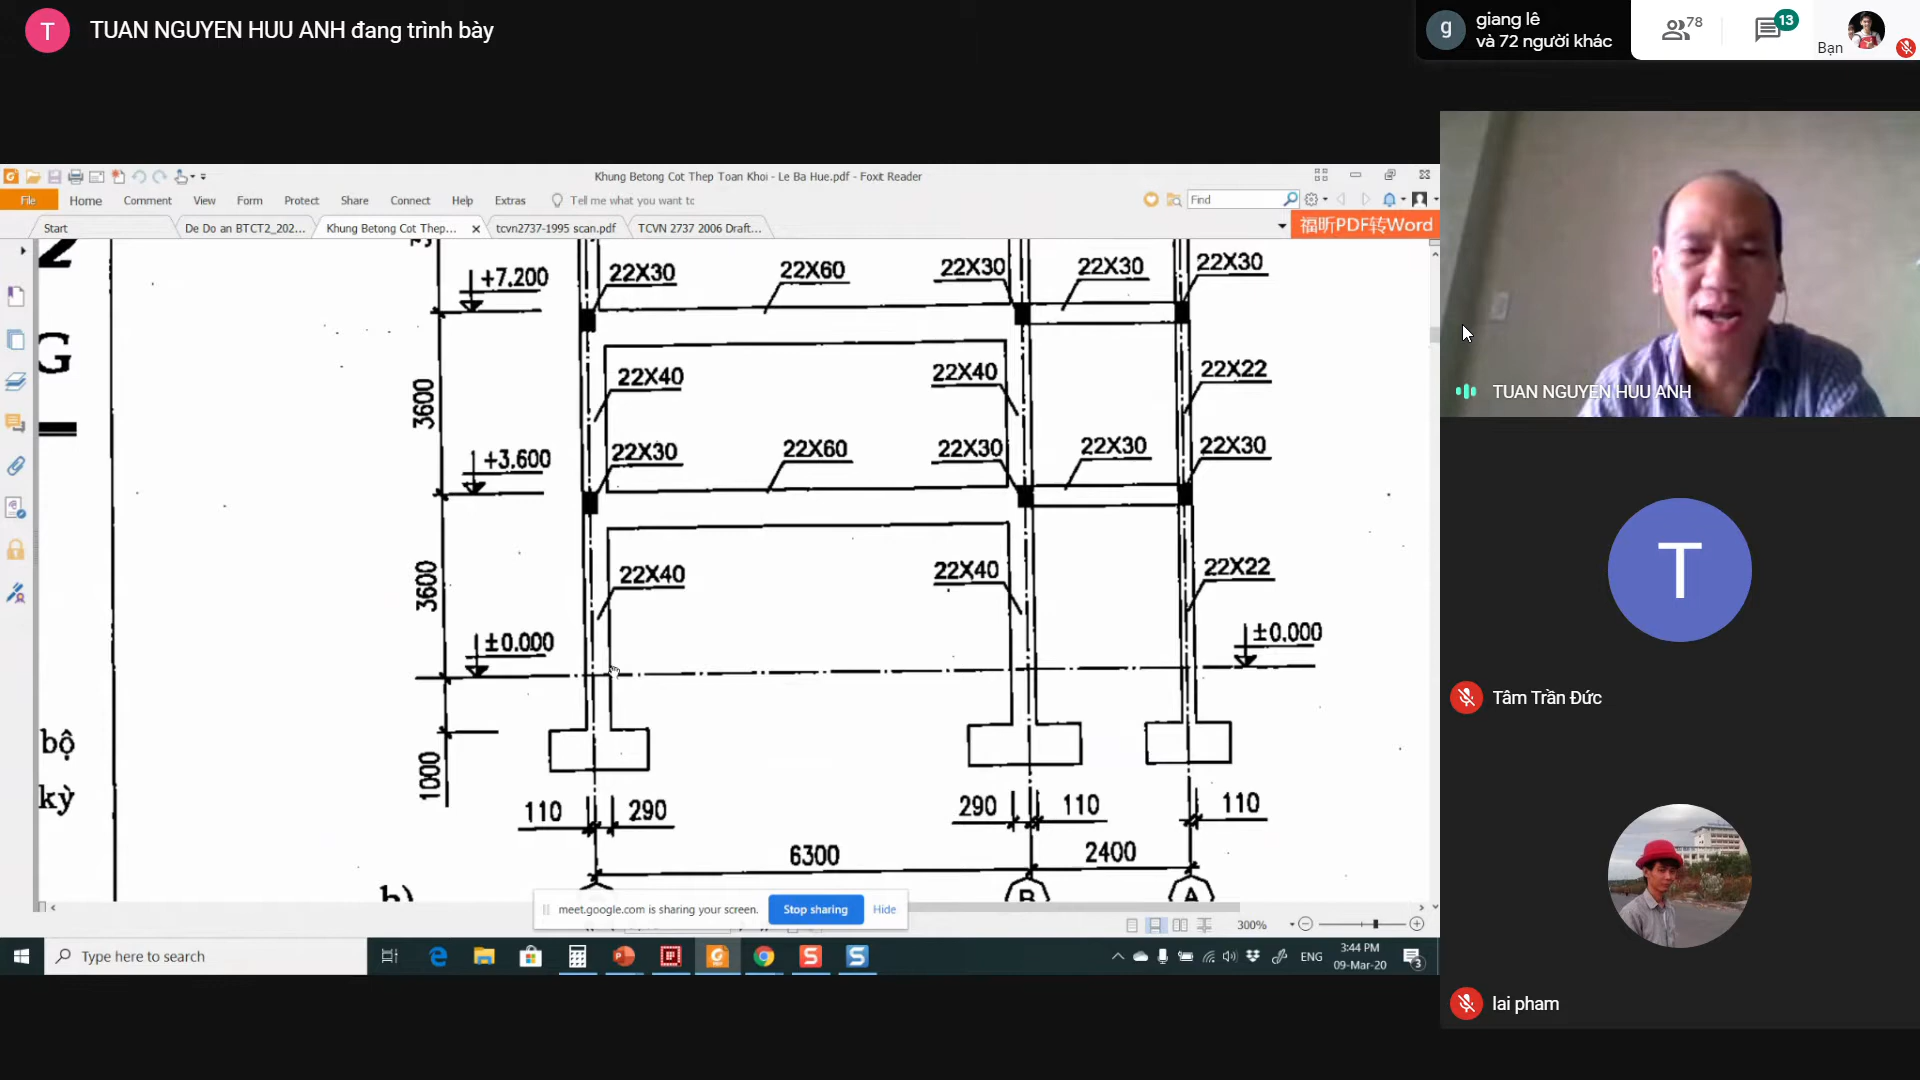 T TUAN NGUYEN HUU ANH đang trình bày
g giang lê
và 72 người khác
78
13
Bạn
Khung Betong Cot Thep Toan Khoi - Le Ba Hue.pdf - Foxit Reader
File Home Comment View Form Protect Share Connect Help Extras Tell me what you want tc Find
Start De Do an BTCT2_202... Khung Betong Cot Thep... tcvn2737-1995 scan.pdf TCVN 2737 2006 Draft... 福昕PDF转Word
2
G
bộ
kỳ
+7.200 22X30 22X60 22X30 22X30 22X30
3600 22X40 22X40 22X22
+3.600 22X30 22X60 22X30 22X30 22X30
3600 22X40 22X40 22X22
±0.000 ±0.000
1000
110 290 290 110 110
6300 2400
b) B A
meet.google.com is sharing your screen. Stop sharing Hide
300%
Type here to search
ENG
3:44 PM
09-Mar-20
3
TUAN NGUYEN HUU ANH
T
Tâm Trần Đức
lai pham